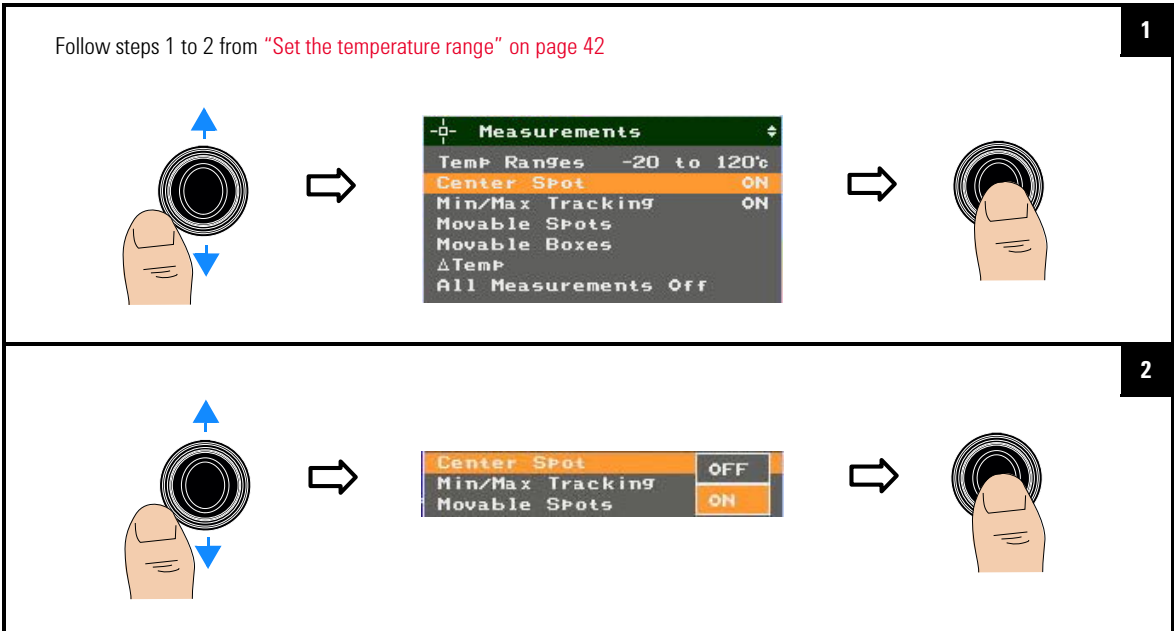 1
Follow steps 1 to 2 from “Set the temperature range” on page 42
Measurements
Temp Ranges -20 to 120°c
Center Spot ON
Min/Max Tracking ON
Movable Spots
Movable Boxes
ΔTemp
All Measurements Off
2
Center Spot OFF
Min/Max Tracking
Movable Spots ON